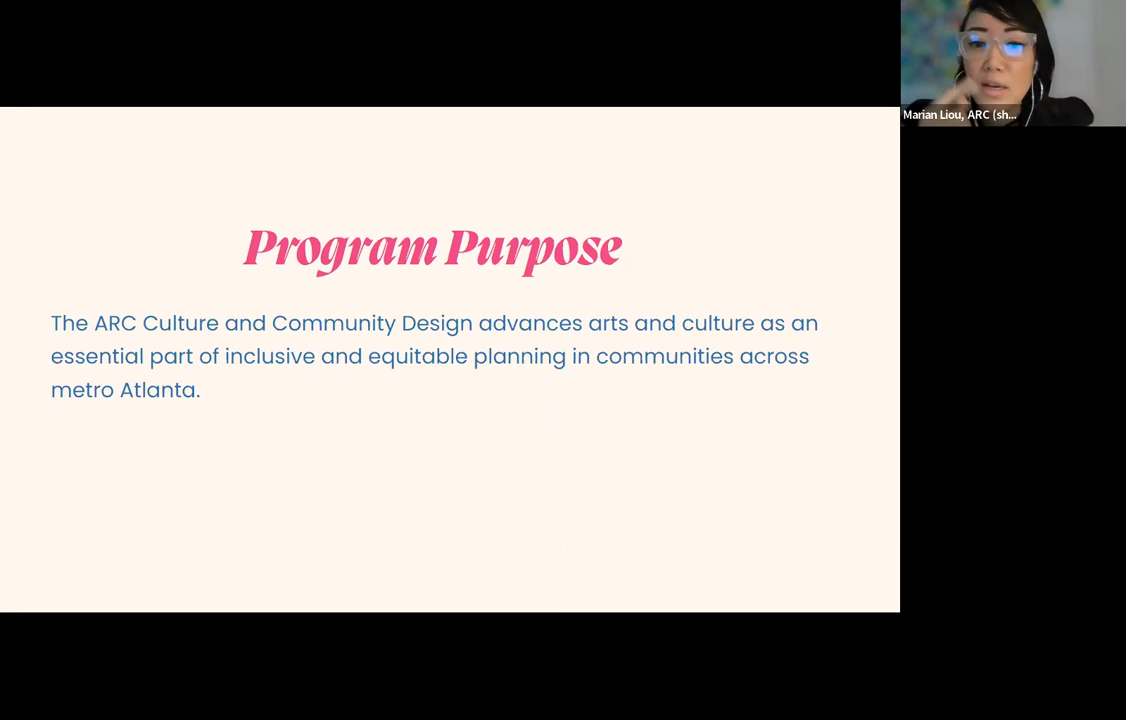 Marian Liou, ARC (sh...
Program Purpose
The ARC Culture and Community Design advances arts and culture as an
essential part of inclusive and equitable planning in communities across
metro Atlanta.